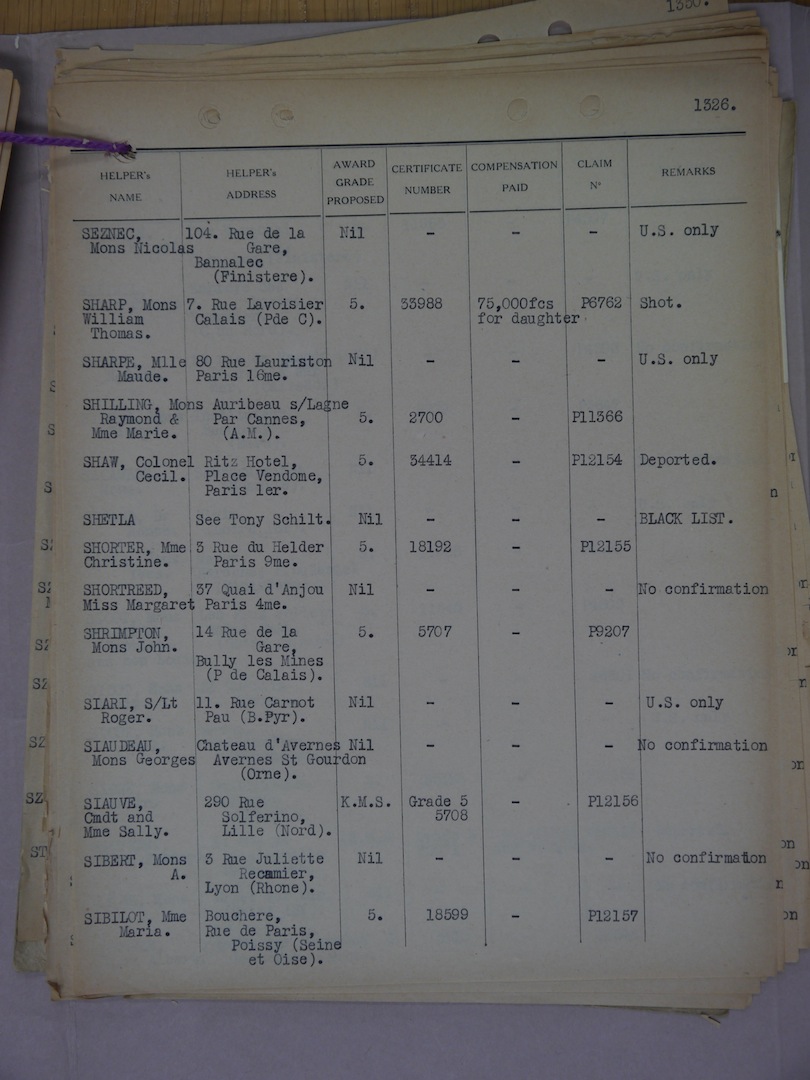 1350.
1326.
HELPER's NAME
HELPER's ADDRESS
AWARD GRADE PROPOSED
CERTIFICATE NUMBER
COMPENSATION PAID
CLAIM Nº
REMARKS
SEZNEC, 104. Rue de la Nil - - - U.S. only
Mons Nicolas Gare,
Bannalec
(Finistere).
SHARP, Mons 7. Rue Lavoisier 5. 33988 75,000fcs P6762 Shot.
William Calais (Pde C). for daughter
Thomas.
SHARPE, Mlle 80 Rue Lauriston Nil - - - U.S. only
Maude. Paris 16me.
SHILLING, Mons Auribeau s/Lagne
Raymond & Par Cannes, 5. 2700 - P11366
Mme Marie. (A.M.).
SHAW, Colonel Ritz Hotel, 5. 34414 - P12154 Deported.
Cecil. Place Vendome,
Paris 1er.
SHETLA See Tony Schilt. Nil - - - BLACK LIST.
SHORTER, Mme 3 Rue du Helder 5. 18192 - P12155
Christine. Paris 9me.
SHORTREED, 37 Quai d'Anjou Nil - - - No confirmation
Miss Margaret Paris 4me.
SHRIMPTON, 14 Rue de la 5. 5707 - P9207
Mons John. Gare,
Bully les Mines
(P de Calais).
SIARI, S/Lt 11. Rue Carnot Nil - - - U.S. only
Roger. Pau (B.Pyr).
SIAUDEAU, Chateau d'Avernes Nil - - - No confirmation
Mons Georges Avernes St Gourdon
(Orne).
SIAUVE, 290 Rue K.M.S. Grade 5 - P12156
Cmdt and Solferino, 5708
Mme Sally. Lille (Nord).
SIBERT, Mons 3 Rue Juliette Nil - - - No confirmation
A. Recamier,
Lyon (Rhone).
SIBILOT, Mme Bouchere, 5. 18599 - P12157
Maria. Rue de Paris,
Poissy (Seine
et Oise).